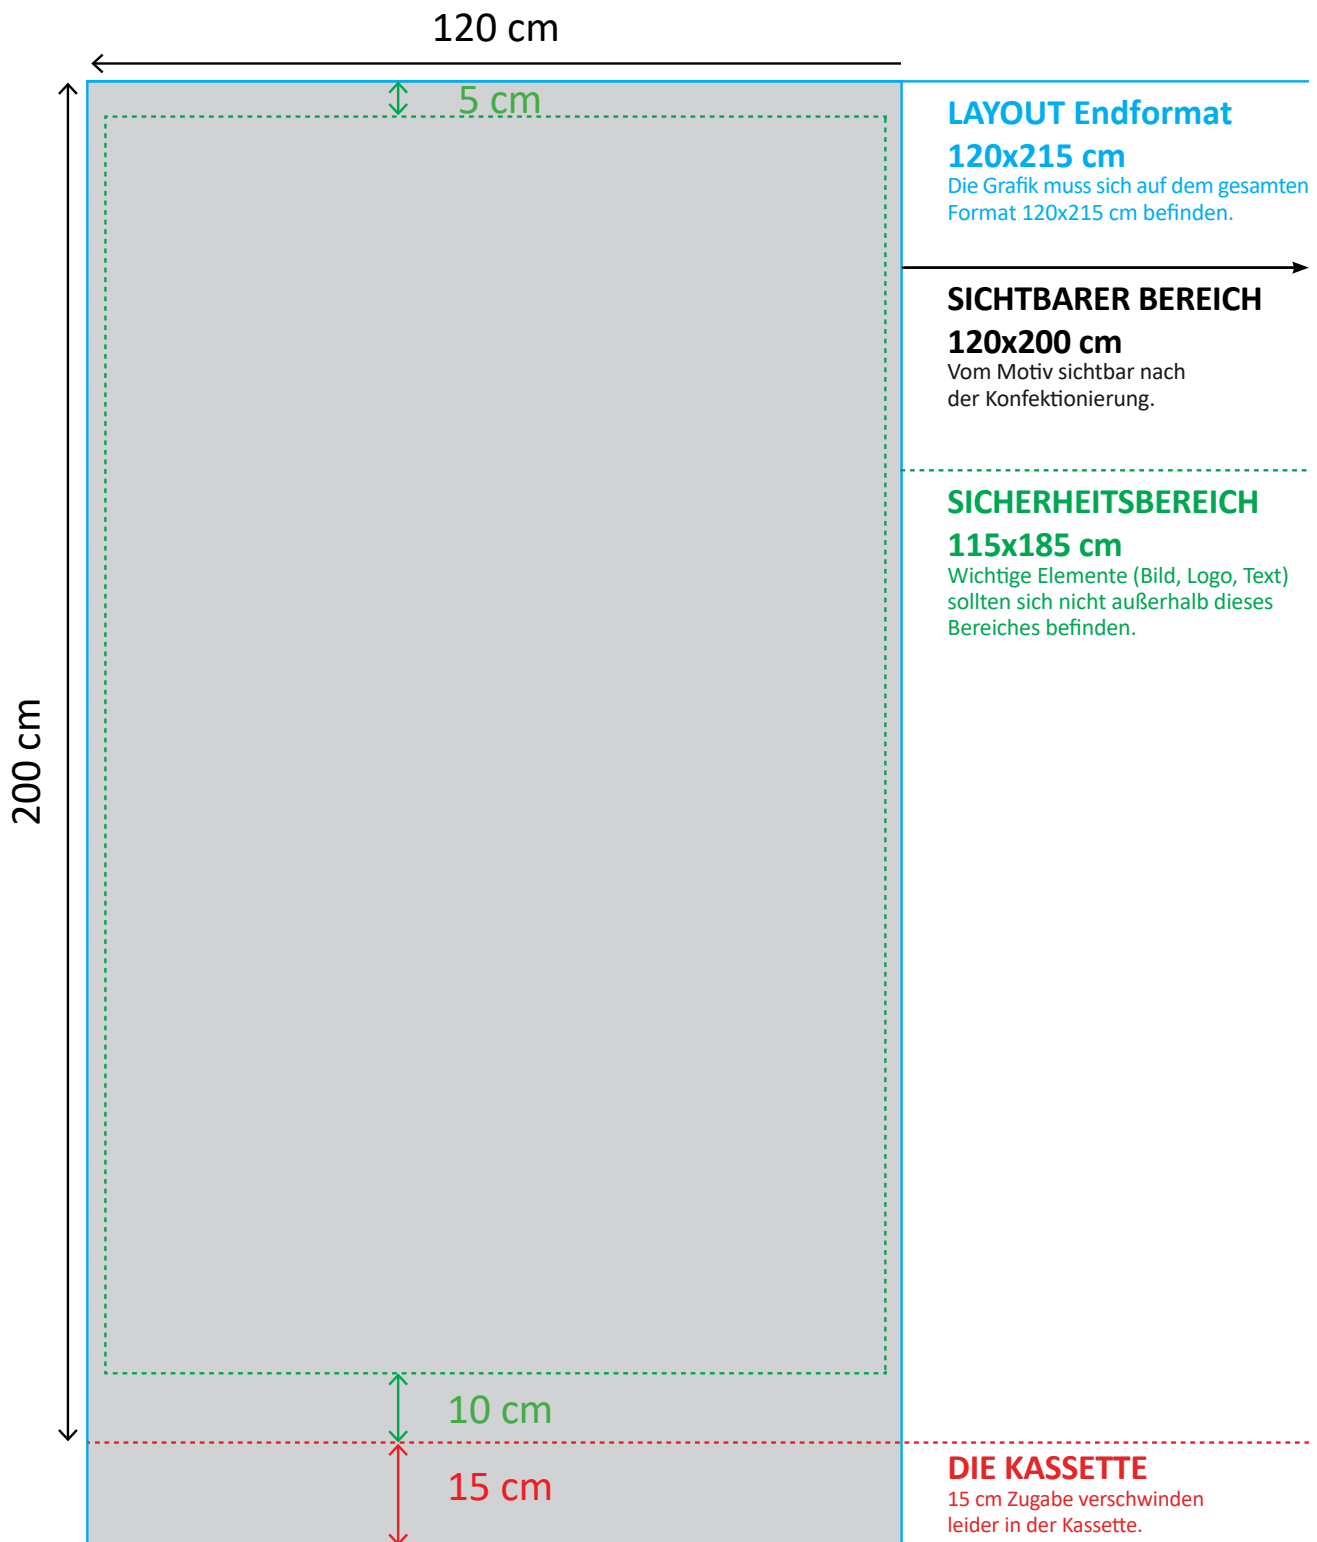 120 cm
5 cm
LAYOUT Endformat
120x215 cm
Die Grafik muss sich auf dem gesamten
Format 120x215 cm befinden.
SICHTBARER BEREICH
120x200 cm
Vom Motiv sichtbar nach
der Konfektionierung.
SICHERHEITSBEREICH
115x185 cm
Wichtige Elemente (Bild, Logo, Text)
sollten sich nicht außerhalb dieses
Bereiches befinden.
200 cm
10 cm
15 cm
DIE KASSETTE
15 cm Zugabe verschwinden
leider in der Kassette.